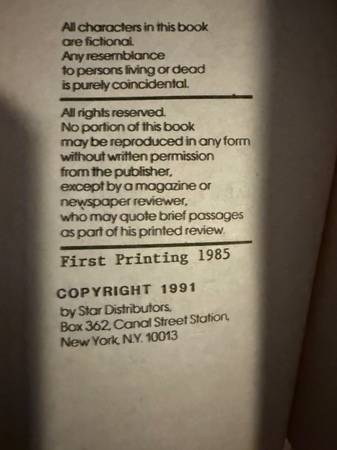 All characters in this book
are fictional.
Any resemblance
to persons living or dead
is purely coincidental.
All rights reserved.
No portion of this book
may be reproduced in any form
without written permission
from the publisher,
except by a magazine or
newspaper reviewer,
who may quote brief passages
as part of his printed review.
First Printing 1985
COPYRIGHT 1991
by Star Distributors,
Box 362, Canal Street Station,
New York, N.Y. 10013